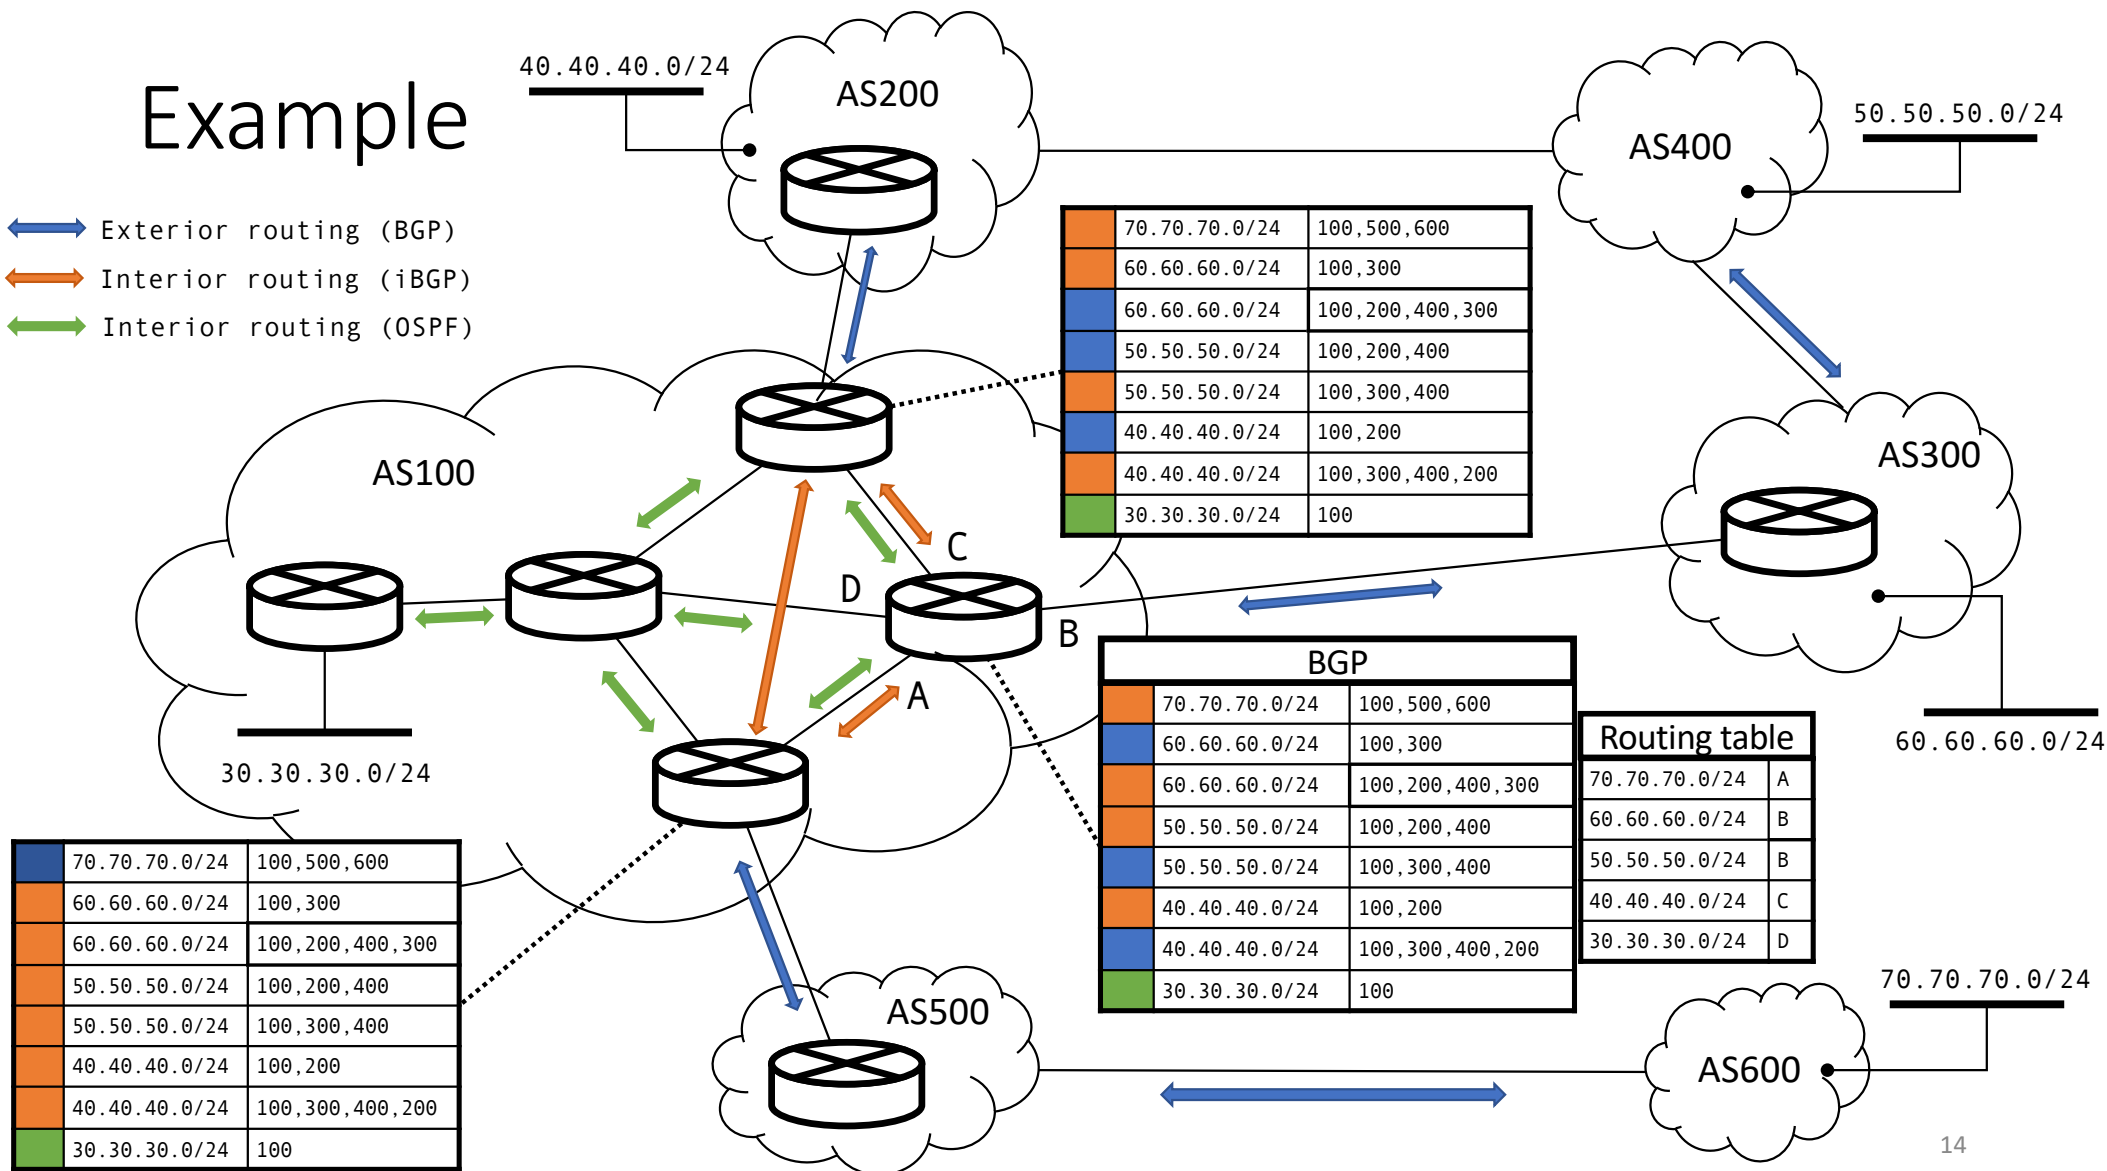 Example
40.40.40.0/24
AS200
AS400
50.50.50.0/24
Exterior routing (BGP)
Interior routing (iBGP)
Interior routing (OSPF)
70.70.70.0/24 100,500,600
60.60.60.0/24 100,300
60.60.60.0/24 100,200,400,300
50.50.50.0/24 100,200,400
50.50.50.0/24 100,300,400
40.40.40.0/24 100,200
40.40.40.0/24 100,300,400,200
30.30.30.0/24 100
AS100
AS300
C
D
B
A
30.30.30.0/24
60.60.60.0/24
BGP
70.70.70.0/24 100,500,600
60.60.60.0/24 100,300
60.60.60.0/24 100,200,400,300
50.50.50.0/24 100,200,400
50.50.50.0/24 100,300,400
40.40.40.0/24 100,200
40.40.40.0/24 100,300,400,200
30.30.30.0/24 100
Routing table
70.70.70.0/24 A
60.60.60.0/24 B
50.50.50.0/24 B
40.40.40.0/24 C
30.30.30.0/24 D
70.70.70.0/24 100,500,600
60.60.60.0/24 100,300
60.60.60.0/24 100,200,400,300
50.50.50.0/24 100,200,400
50.50.50.0/24 100,300,400
40.40.40.0/24 100,200
40.40.40.0/24 100,300,400,200
30.30.30.0/24 100
AS500
70.70.70.0/24
AS600
14